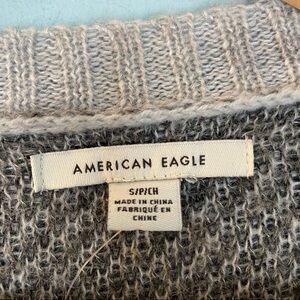 AMERICAN EAGLE
S/P/CH
MADE IN CHINA
FABRIQUÉ EN
CHINE